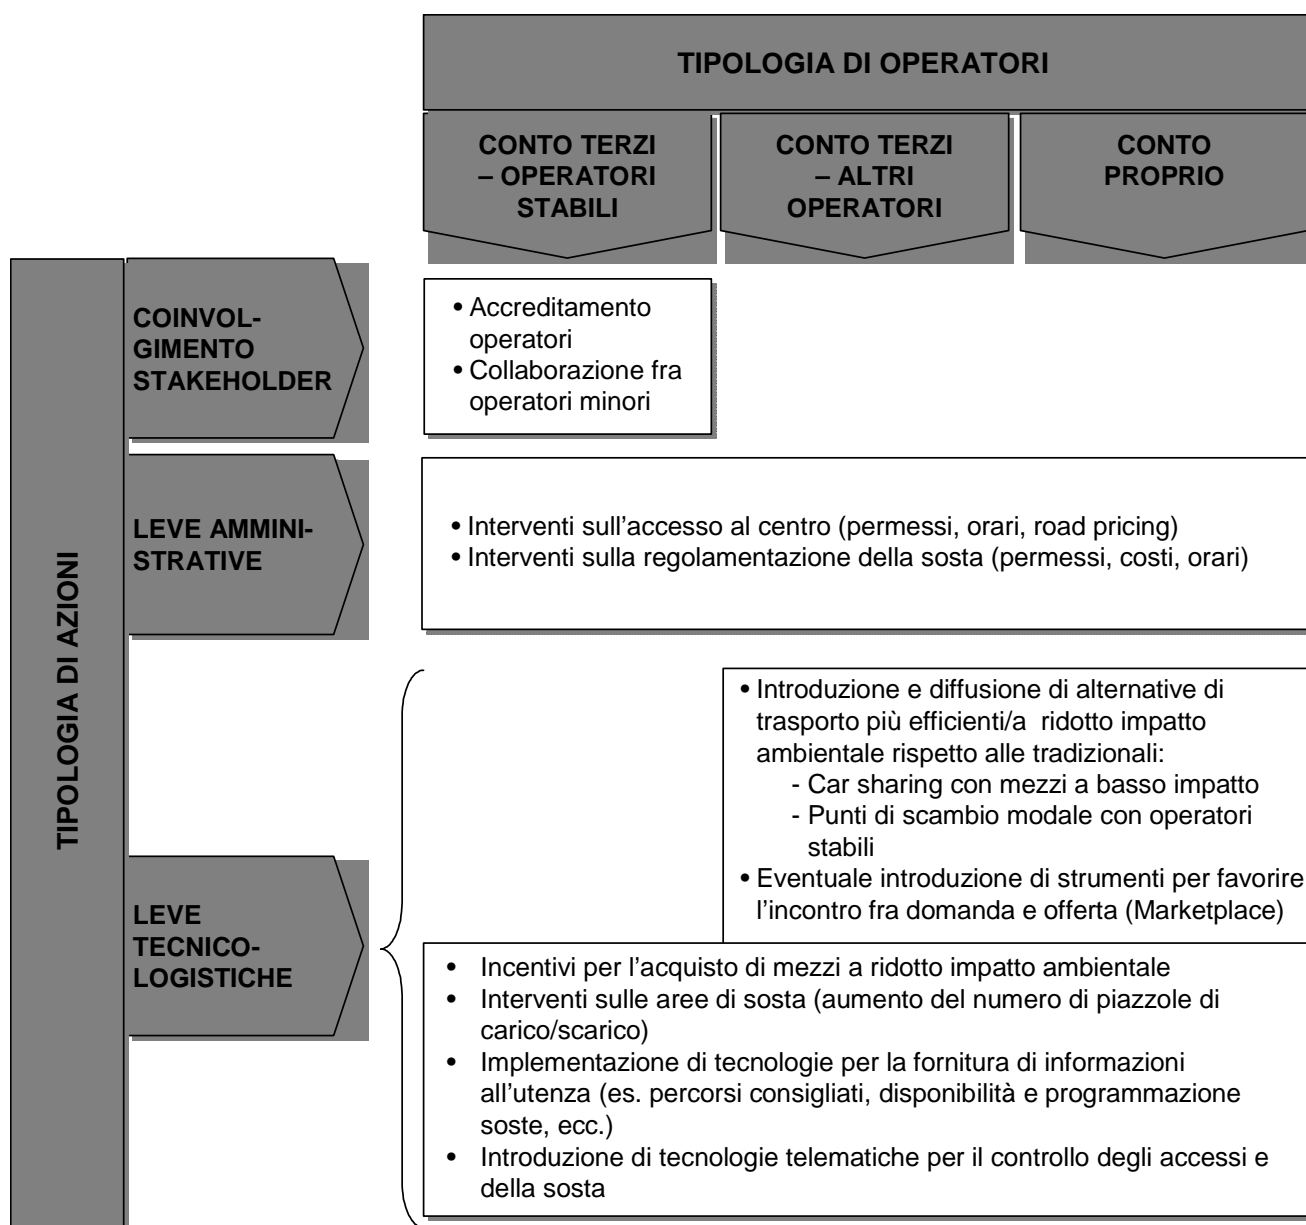 TIPOLOGIA DI OPERATORI
CONTO TERZI
– OPERATORI
STABILI
CONTO TERZI
– ALTRI
OPERATORI
CONTO
PROPRIO
TIPOLOGIA DI AZIONI
COINVOL-
GIMENTO
STAKEHOLDER
• Accreditamento
operatori
• Collaborazione fra
operatori minori
LEVE AMMINI-
STRATIVE
• Interventi sull’accesso al centro (permessi, orari, road pricing)
• Interventi sulla regolamentazione della sosta (permessi, costi, orari)
LEVE
TECNICO-
LOGISTICHE
• Introduzione e diffusione di alternative di
trasporto più efficienti/a ridotto impatto
ambientale rispetto alle tradizionali:
- Car sharing con mezzi a basso impatto
- Punti di scambio modale con operatori
stabili
• Eventuale introduzione di strumenti per favorire
l’incontro fra domanda e offerta (Marketplace)
• Incentivi per l’acquisto di mezzi a ridotto impatto ambientale
• Interventi sulle aree di sosta (aumento del numero di piazzole di
carico/scarico)
• Implementazione di tecnologie per la fornitura di informazioni
all’utenza (es. percorsi consigliati, disponibilità e programmazione
soste, ecc.)
• Introduzione di tecnologie telematiche per il controllo degli accessi e
della sosta